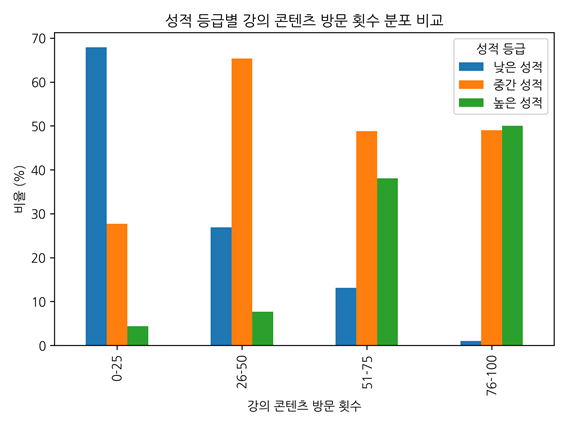 성적 등급별 강의 콘텐츠 방문 횟수 분포 비교
성적 등급
낮은 성적
중간 성적
높은 성적
비율 (%)
70
60
50
40
30
20
10
0
0-25
26-50
51-75
76-100
강의 콘텐츠 방문 횟수